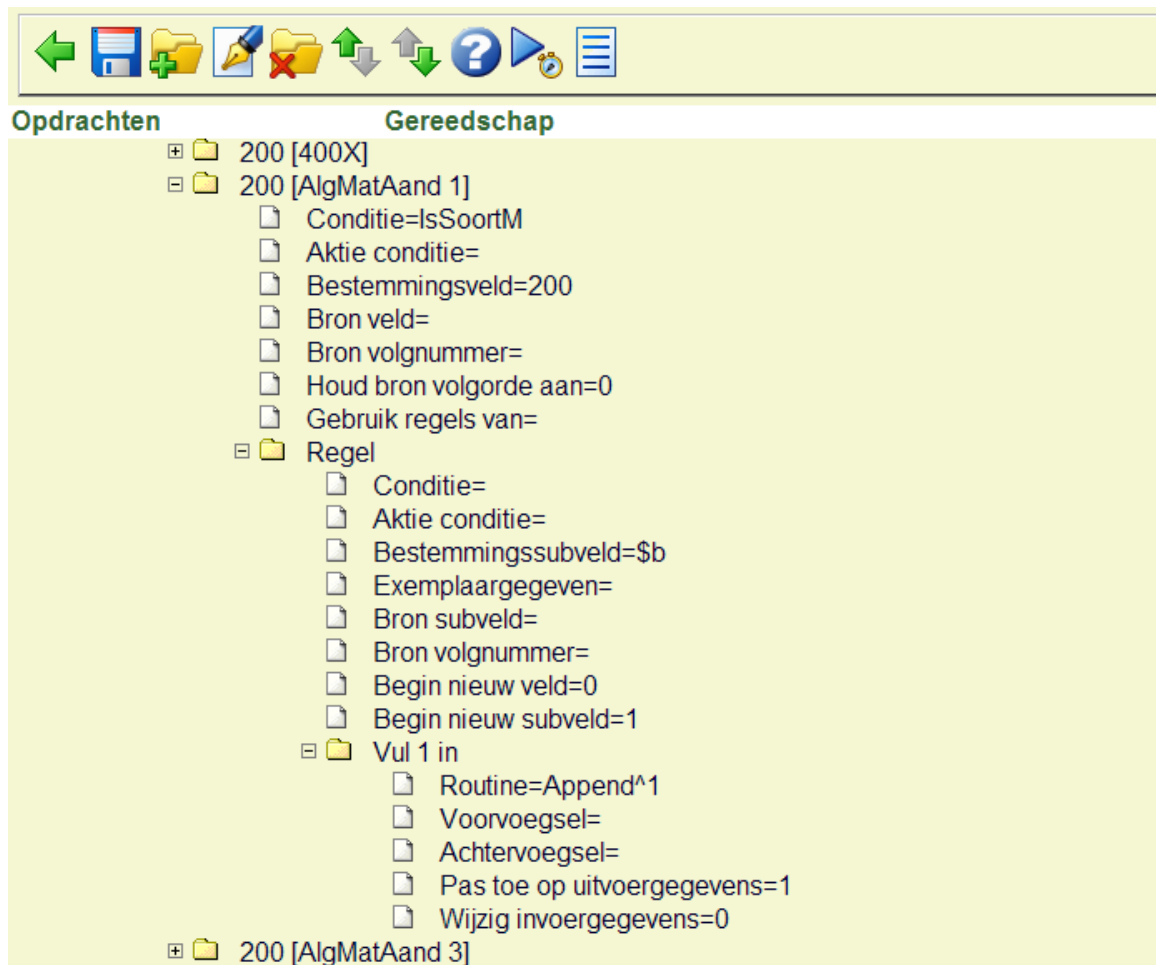 Opdrachten Gereedschap
200 [400X]
200 [AlgMatAand 1]
Conditie=IsSoortM
Aktie conditie=
Bestemmingsveld=200
Bron veld=
Bron volgnummer=
Houd bron volgorde aan=0
Gebruik regels van=
Regel
Conditie=
Aktie conditie=
Bestemmingssubveld=$b
Exemplaargegeven=
Bron subveld=
Bron volgnummer=
Begin nieuw veld=0
Begin nieuw subveld=1
Vul 1 in
Routine=Append^1
Voorvoegsel=
Achtervoegsel=
Pas toe op uitvoergegevens=1
Wijzig invoergegevens=0
200 [AlgMatAand 3]